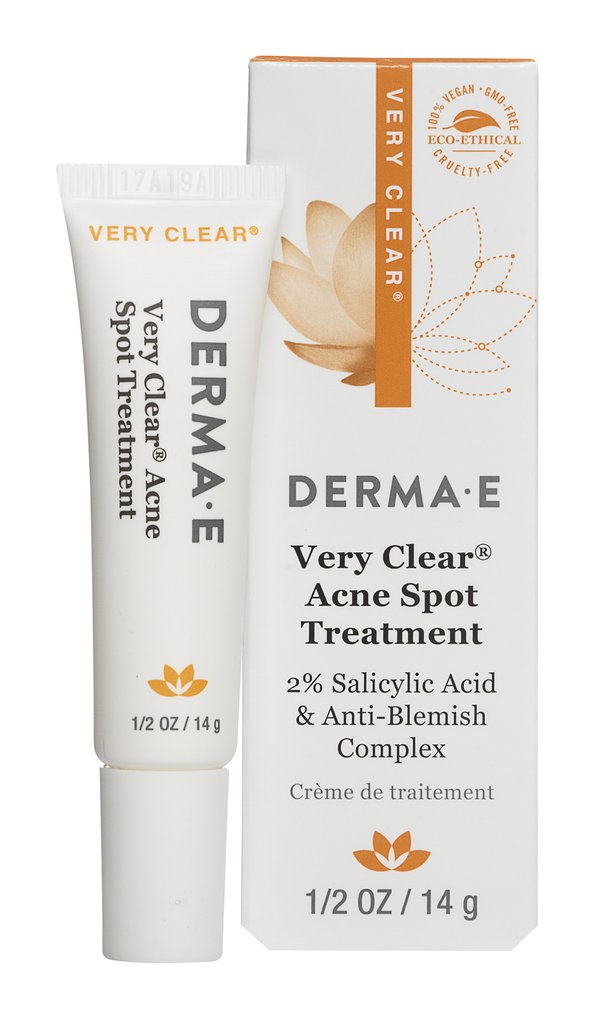 17A19A
VERY CLEAR®
DERMA·E
Very Clear® Acne
Spot Treatment
1/2 OZ / 14 g
VERY CLEAR®
100% VEGAN · GMO-FREE
ECO-ETHICAL
CRUELTY-FREE
DERMA·E
Very Clear®
Acne Spot
Treatment
2% Salicylic Acid
& Anti-Blemish
Complex
Crème de traitement
1/2 OZ / 14 g